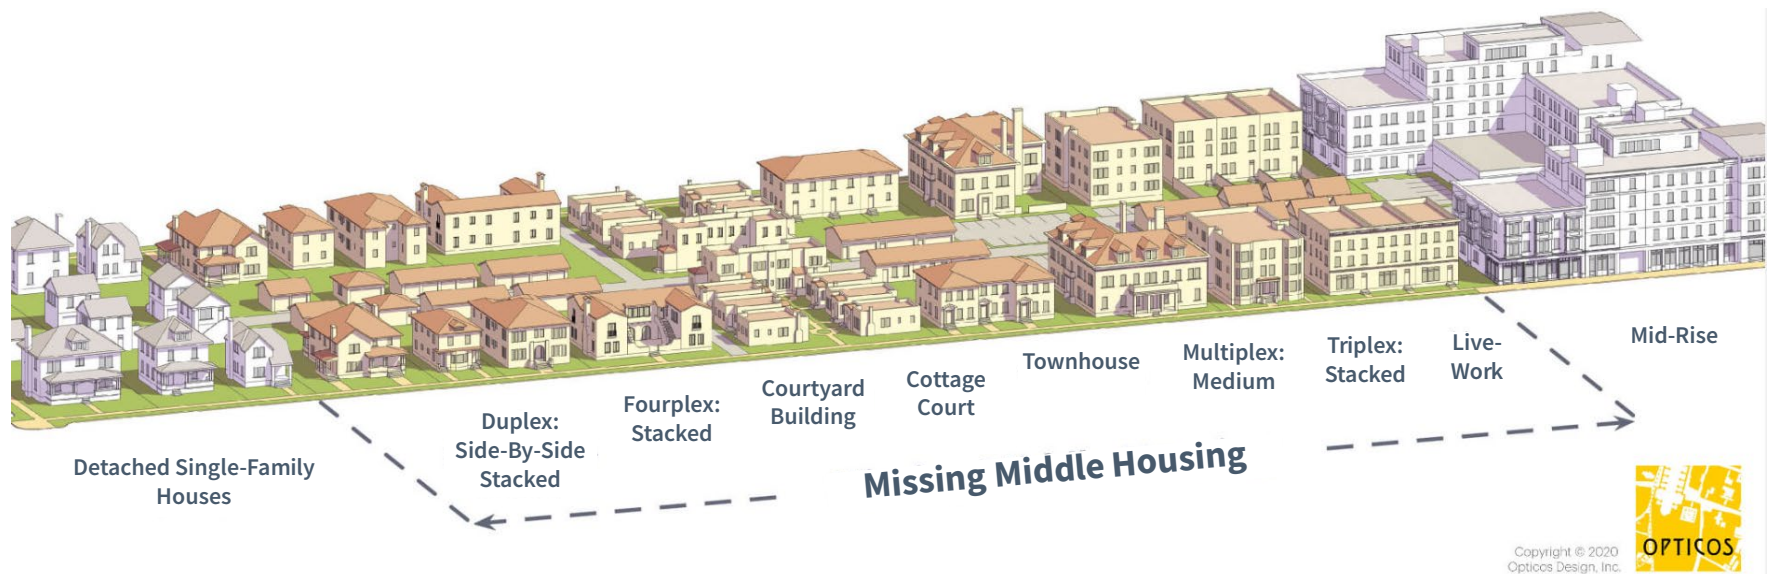 Detached Single-Family
Houses
Duplex:
Side-By-Side
Stacked
Fourplex:
Stacked
Courtyard
Building
Cottage
Court
Townhouse
Multiplex:
Medium
Triplex:
Stacked
Live-
Work
Mid-Rise
Missing Middle Housing
Copyright © 2020
Opticos Design, Inc.
OPTICOS